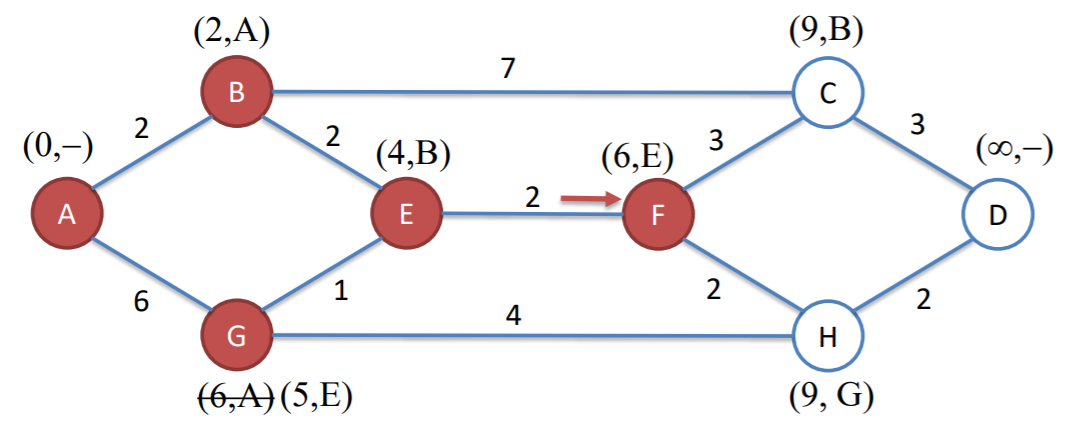 (2,A)
(9,B)
B
7
C
2
2
3
3
(0,–)
(4,B)
(6,E)
(∞,–)
A
E
2
F
D
6
1
2
2
G
4
H
(6,A) (5,E)
(9, G)